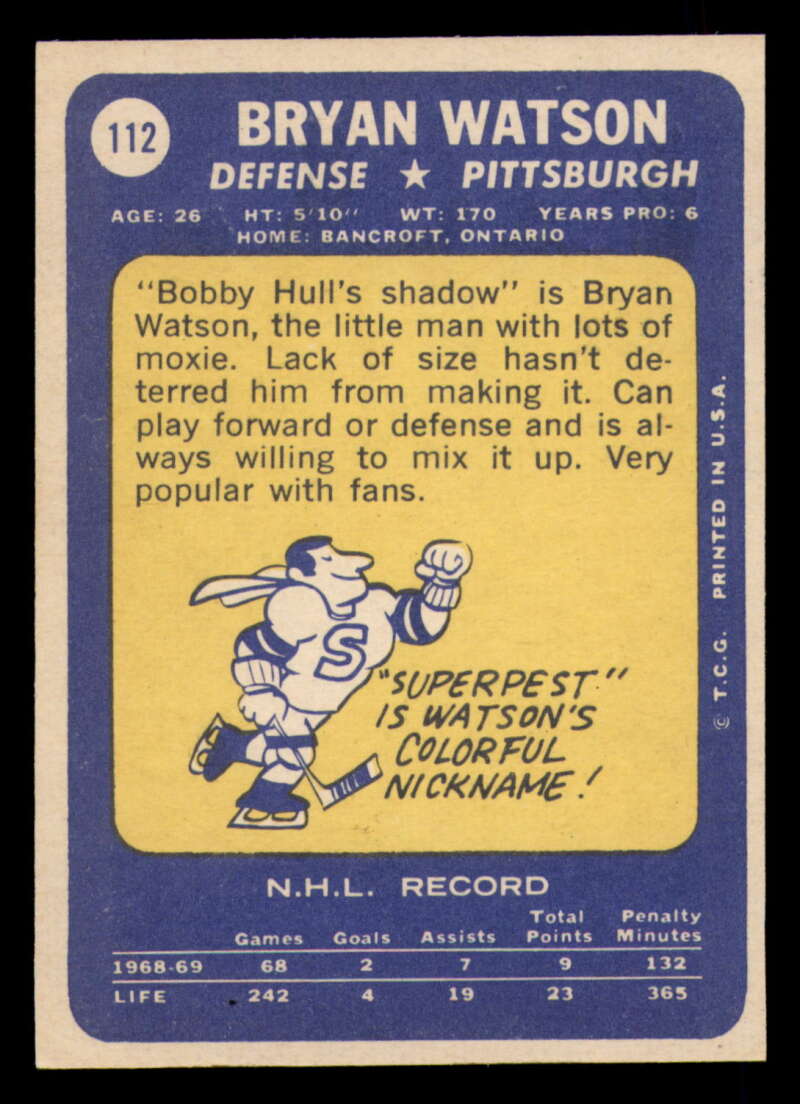 112
BRYAN WATSON
DEFENSE ★ PITTSBURGH
AGE: 26 HT: 5'10" WT: 170 YEARS PRO: 6
HOME: BANCROFT, ONTARIO
"Bobby Hull's shadow" is Bryan
Watson, the little man with lots of
moxie. Lack of size hasn't de-
terred him from making it. Can
play forward or defense and is al-
ways willing to mix it up. Very
popular with fans.
S
"SUPERPEST"
IS WATSON'S
COLORFUL
NICKNAME!
© T.C.G. PRINTED IN U.S.A.
N.H.L. RECORD
Total Penalty
Games Goals Assists Points Minutes
1968-69 68 2 7 9 132
LIFE 242 4 19 23 365